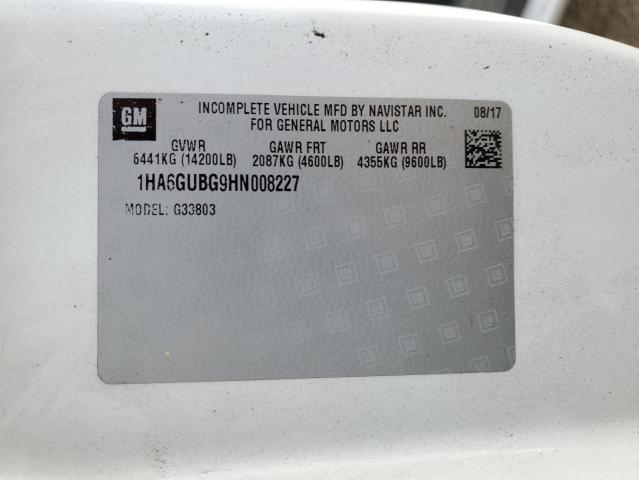 GM
INCOMPLETE VEHICLE MFD BY NAVISTAR INC. 08/17
FOR GENERAL MOTORS LLC
GVWR GAWR FRT GAWR RR
6441KG (14200LB) 2087KG (4600LB) 4355KG (9600LB)
1HA6GUBG9HN008227
MODEL: G33803